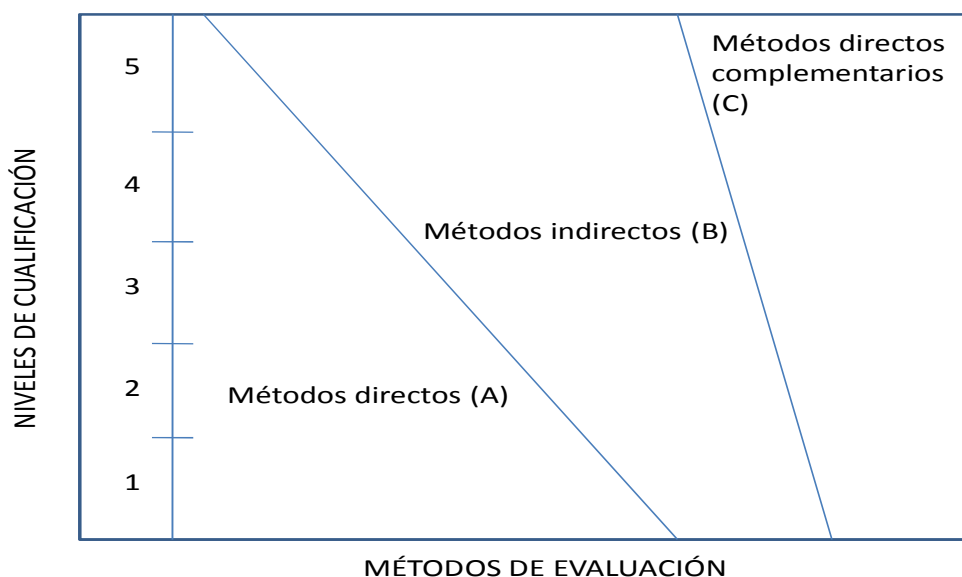 Métodos directos
complementarios
(C)
5
4
Métodos indirectos (B)
3
2
Métodos directos (A)
1
NIVELES DE CUALIFICACIÓN
MÉTODOS DE EVALUACIÓN